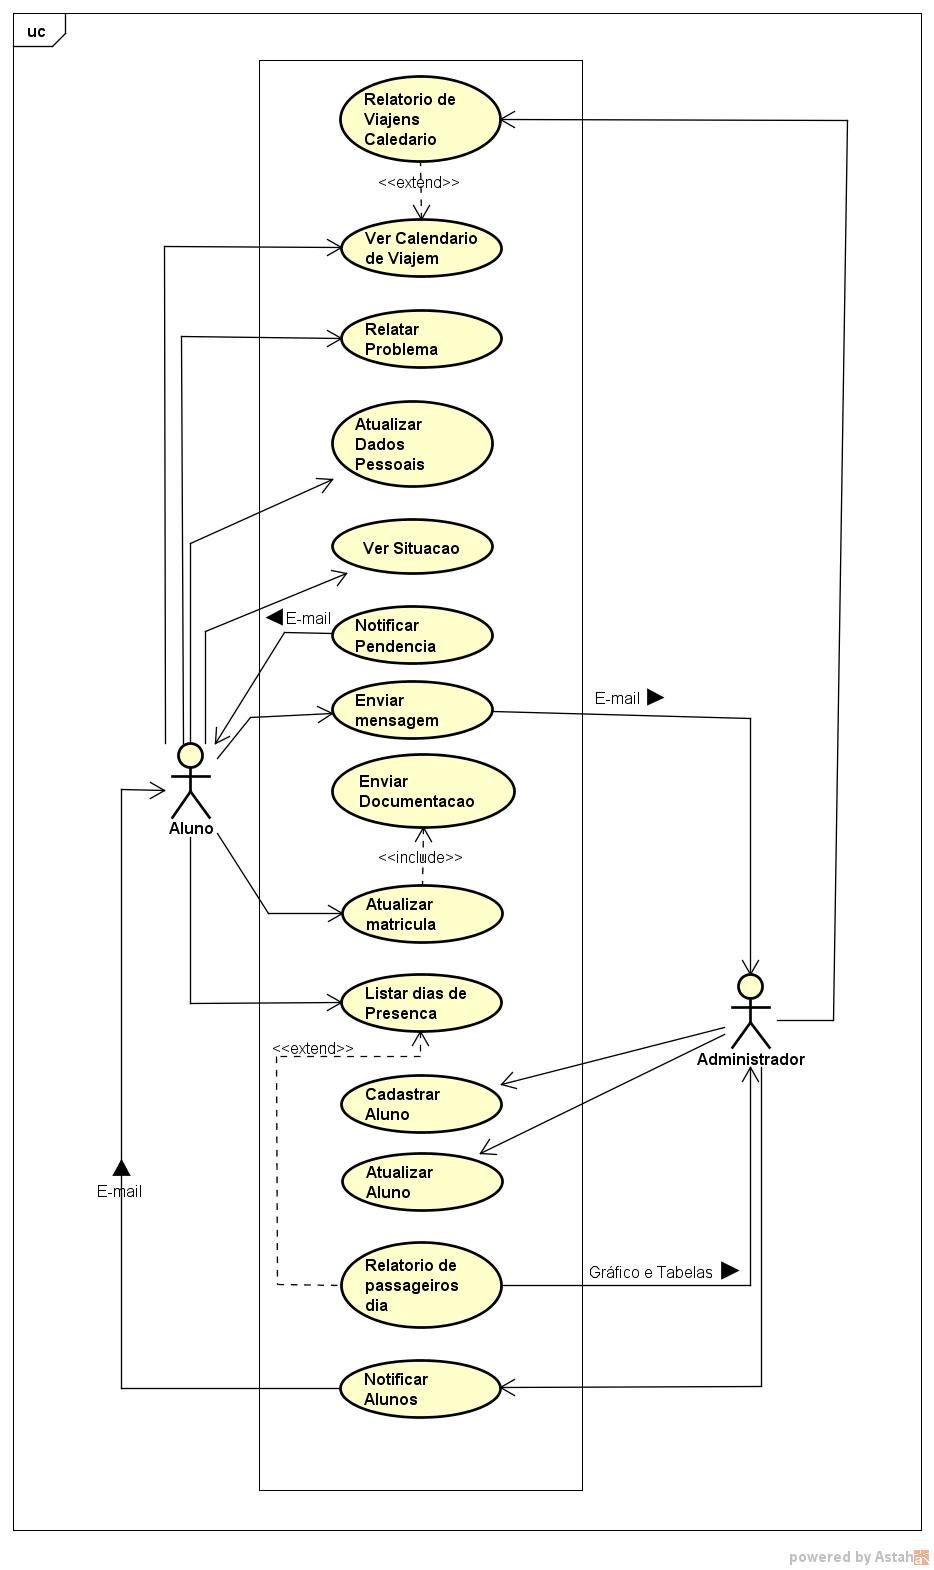 uc
Relatorio de
Viajens
Caledario
<<extend>>
Ver Calendario
de Viajem
Relatar
Problema
Atualizar
Dados
Pessoais
Ver Situacao
E-mail
Notificar
Pendencia
Enviar
mensagem
E-mail
Enviar
Documentacao
Aluno
<<include>>
Atualizar
matricula
Listar dias de
Presenca
<<extend>>
Administrador
Cadastrar
Aluno
Atualizar
Aluno
E-mail
Relatorio de
passageiros
dia
Gráfico e Tabelas
Notificar
Alunos
powered by Astah